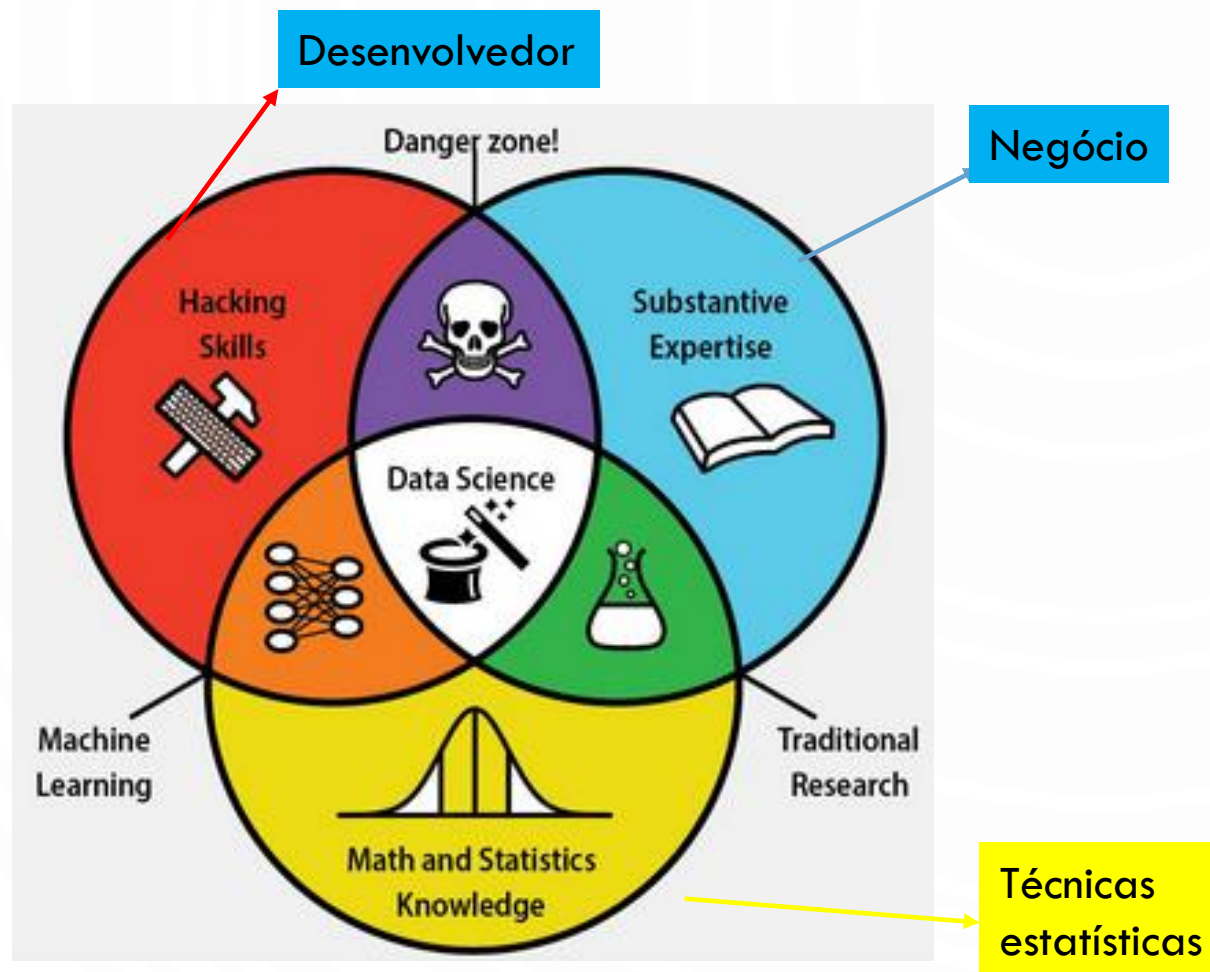 Desenvolvedor
Danger zone!
Negócio
Hacking
Skills
Substantive
Expertise
Data Science
Machine
Learning
Traditional
Research
Math and Statistics
Knowledge
Técnicas
estatísticas